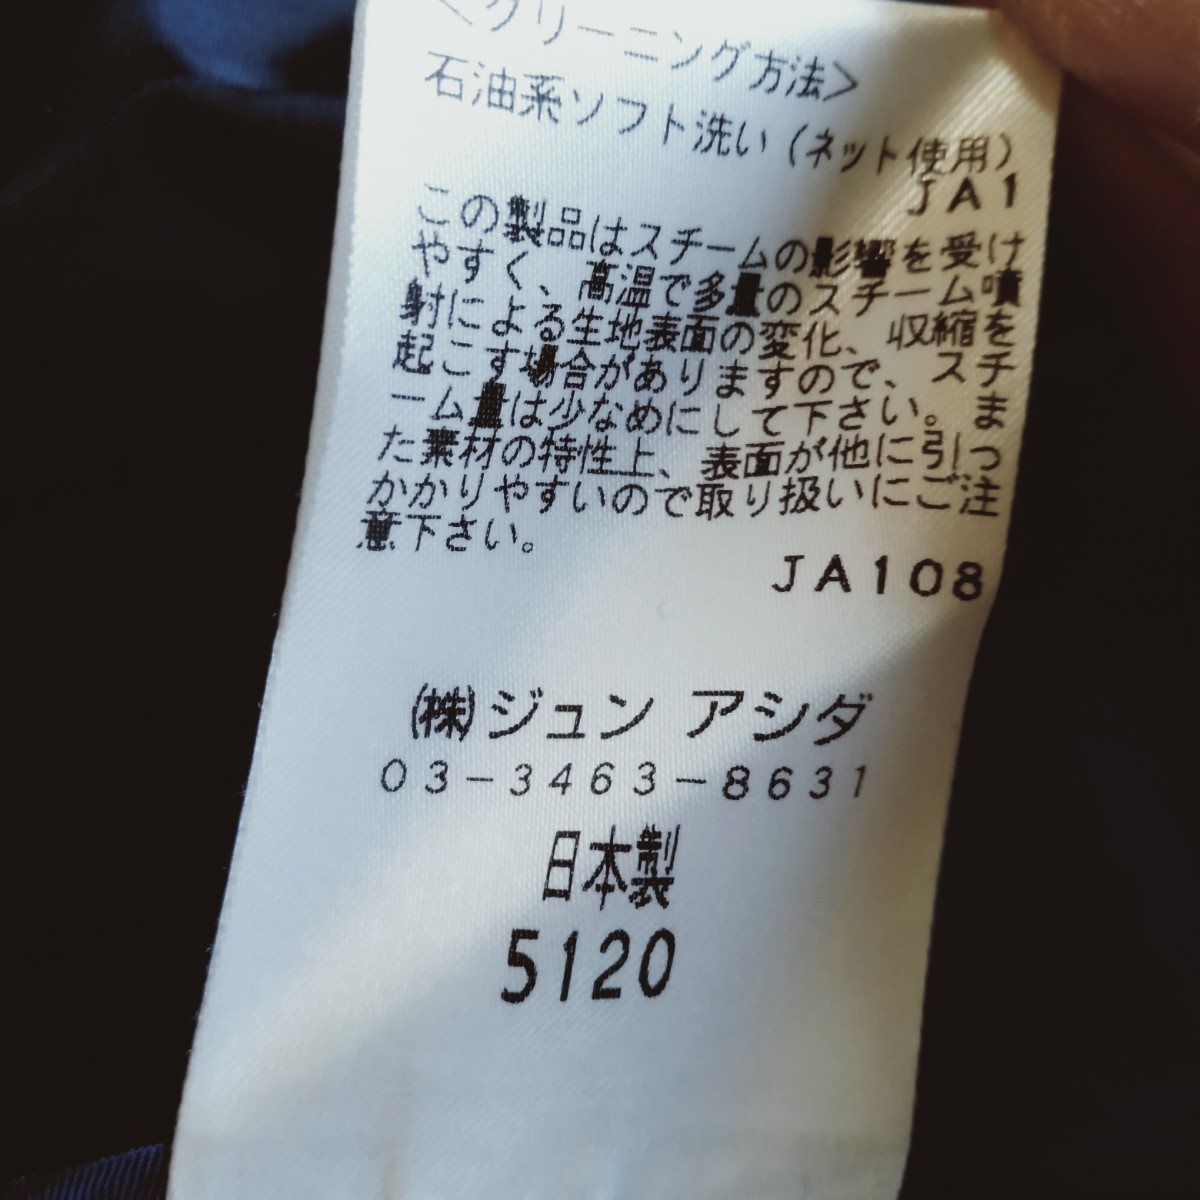 <クリーニング方法>
石油系ソフト洗い(ネット使用)
JA1
この製品はスチームの影響を受け
やすく、高温で多量のスチーム噴
射による生地表面の変化、収縮を
起こす場合がありますので、スチ
ーム量は少なめにして下さい。ま
た素材の特性上、表面が他に引っ
かかりやすいので取り扱いにご注
意下さい。
JA108
(株)ジュン アシダ
03-3463-8631
日本製
5120